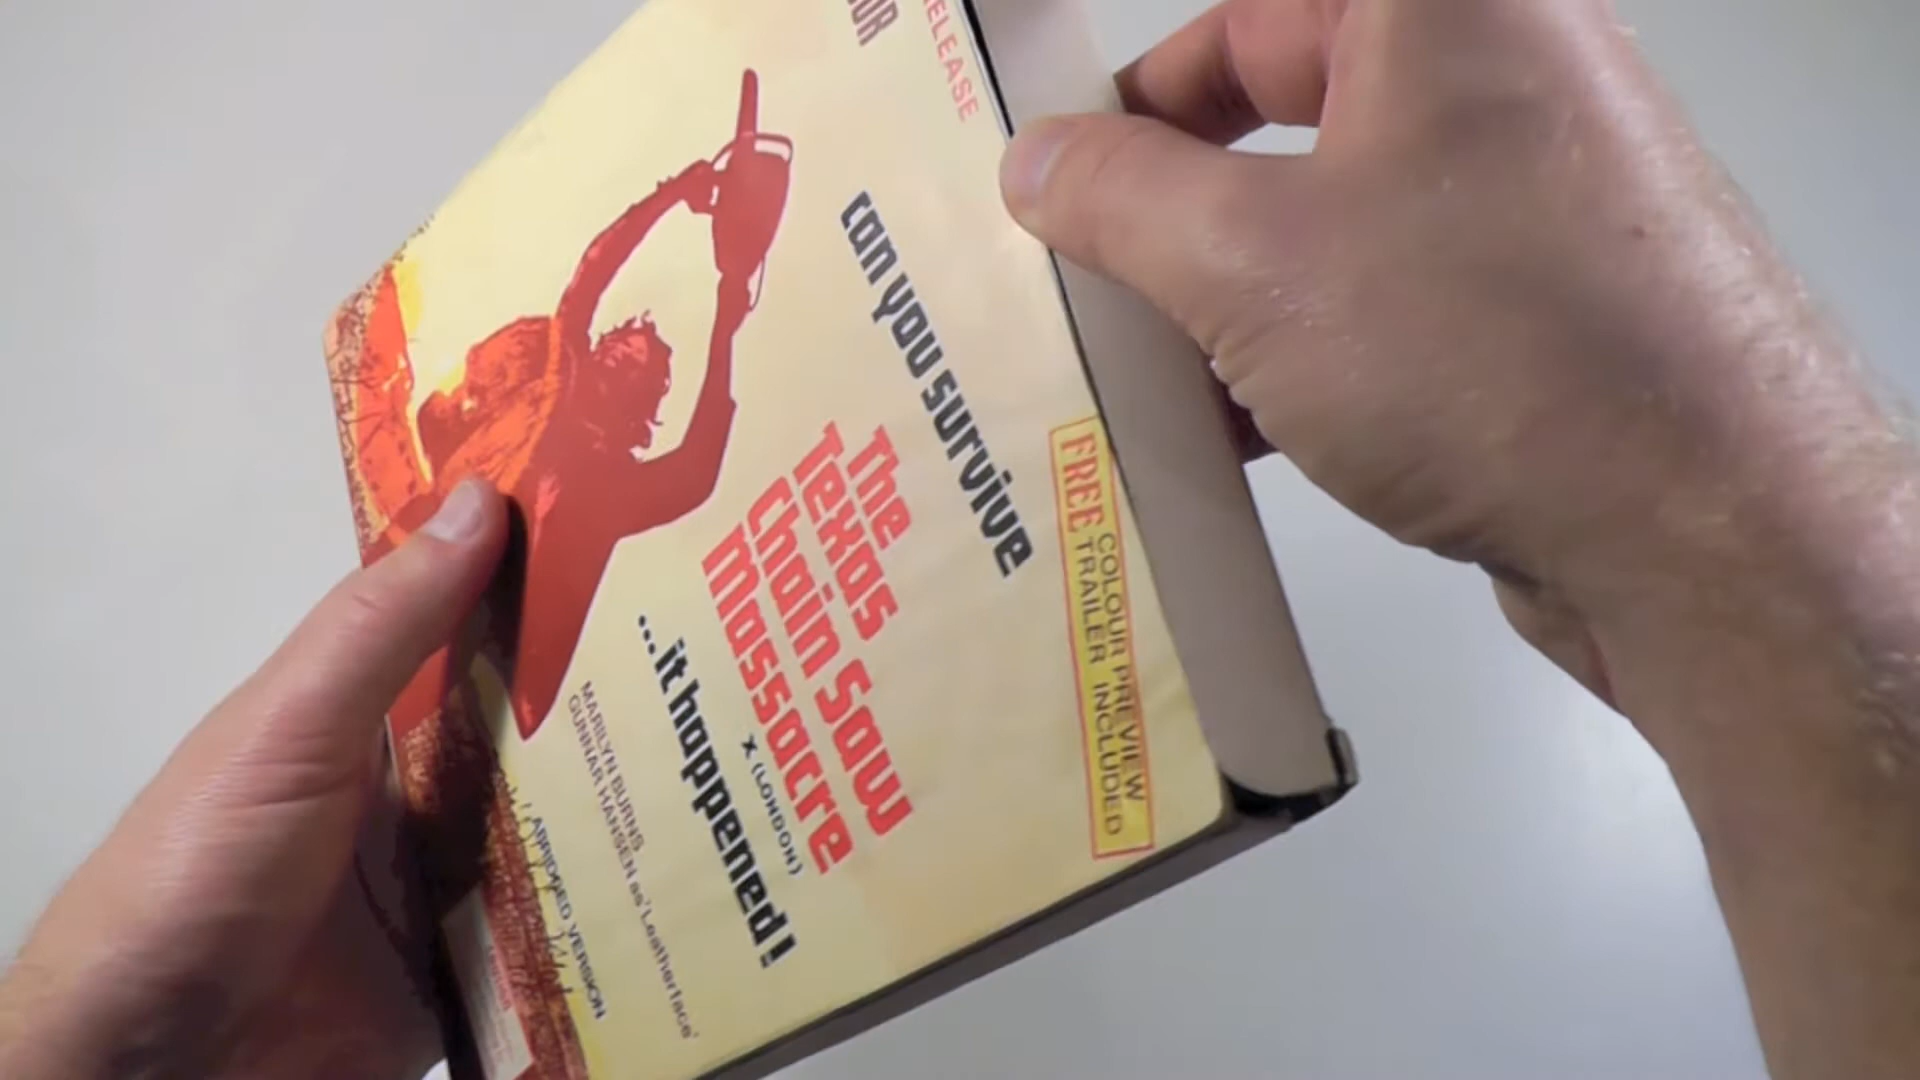 RELEASE
can you survive
The
Texas
Chain Saw
Massacre
X (LONDON)
...it happened!
MARILYN BURNS
GUNNAR HANSEN as 'Leatherface'
ABRIDGED VERSION
FREE COLOUR PREVIEW
TRAILER INCLUDED